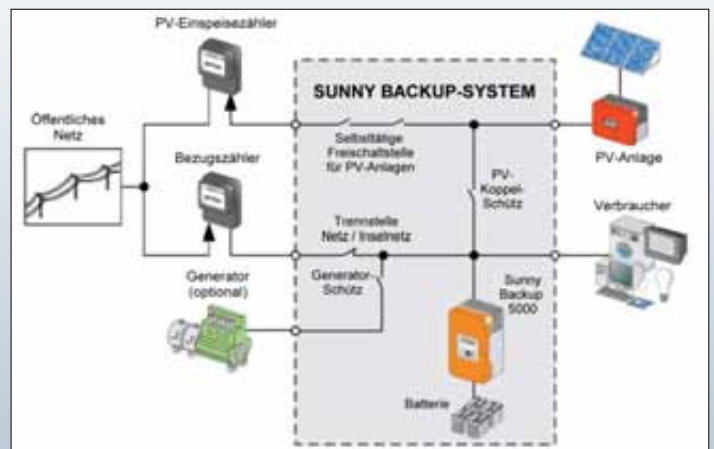 PV-Einspeisezähler
SUNNY BACKUP-SYSTEM
Öffentliches
Netz
Selbsttätige
Freischaltstelle
für PV-Anlagen
PV-Anlage
Bezugszähler
PV-
Koppel-
Schütz
Verbraucher
Trennstelle
Netz / Inselnetz
Generator
(optional)
Generator
Schütz
Sunny
Backup
5000
Batterie